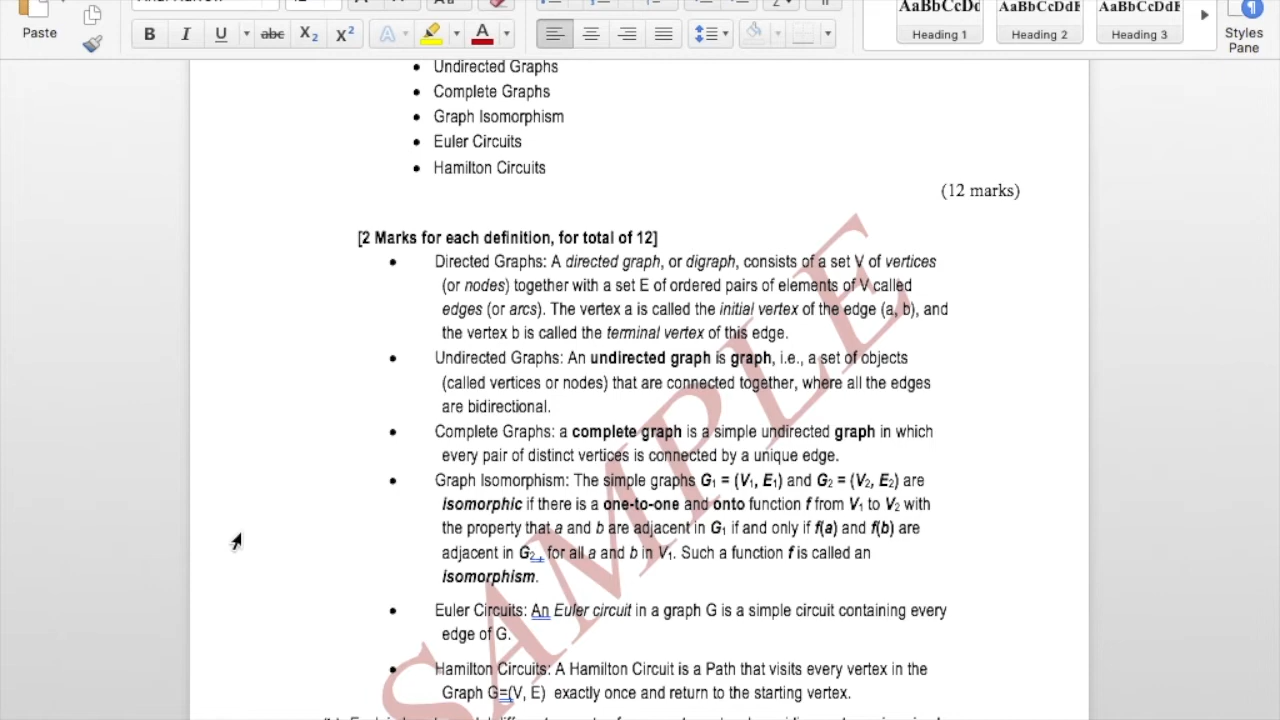 Paste
B I U abc X₂ X² A A
AaBbCcDd AaBbCcDdE AaBbCcDdE
Heading 1 Heading 2 Heading 3
Styles
Pane
• Undirected Graphs
• Complete Graphs
• Graph Isomorphism
• Euler Circuits
• Hamilton Circuits
(12 marks)
[2 Marks for each definition, for total of 12]
• Directed Graphs: A directed graph, or digraph, consists of a set V of vertices
(or nodes) together with a set E of ordered pairs of elements of V called
edges (or arcs). The vertex a is called the initial vertex of the edge (a, b), and
the vertex b is called the terminal vertex of this edge.
• Undirected Graphs: An undirected graph is graph, i.e., a set of objects
(called vertices or nodes) that are connected together, where all the edges
are bidirectional.
• Complete Graphs: a complete graph is a simple undirected graph in which
every pair of distinct vertices is connected by a unique edge.
• Graph Isomorphism: The simple graphs G₁ = (V₁, E₁) and G₂ = (V₂, E₂) are
isomorphic if there is a one-to-one and onto function f from V₁ to V₂ with
the property that a and b are adjacent in G₁ if and only if f(a) and f(b) are
adjacent in G₂, for all a and b in V₁. Such a function f is called an
isomorphism.
• Euler Circuits: An Euler circuit in a graph G is a simple circuit containing every
edge of G.
• Hamilton Circuits: A Hamilton Circuit is a Path that visits every vertex in the
Graph G=(V, E) exactly once and return to the starting vertex.
SAMPLE